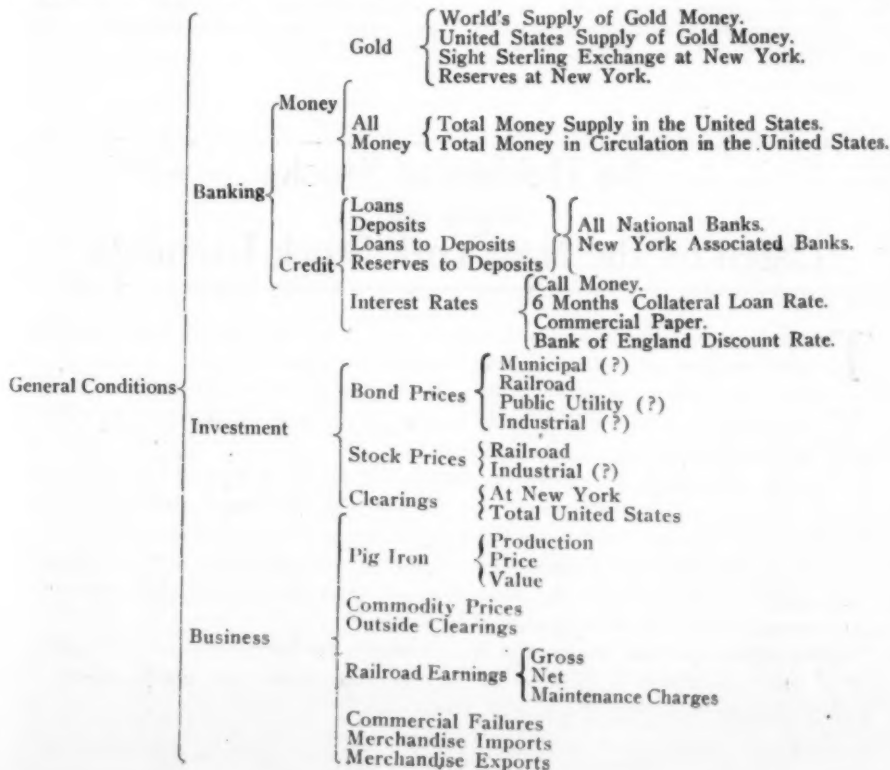 World's Supply of Gold Money.
Gold
United States Supply of Gold Money.
Sight Sterling Exchange at New York.
Reserves at New York.
Money
All
Money
Total Money Supply in the United States.
Total Money in Circulation in the United States.
Banking
Loans
Deposits
Loans to Deposits
Reserves to Deposits
All National Banks.
New York Associated Banks.
Credit
Interest Rates
Call Money.
6 Months Collateral Loan Rate.
Commercial Paper.
Bank of England Discount Rate.
General Conditions
Investment
Bond Prices
Municipal (?)
Railroad
Public Utility (?)
Industrial (?)
Stock Prices
Railroad
Industrial (?)
Clearings
At New York
Total United States
Business
Pig Iron
Production
Price
Value
Commodity Prices
Outside Clearings
Railroad Earnings
Gross
Net
Maintenance Charges
Commercial Failures
Merchandise Imports
Merchandise Exports